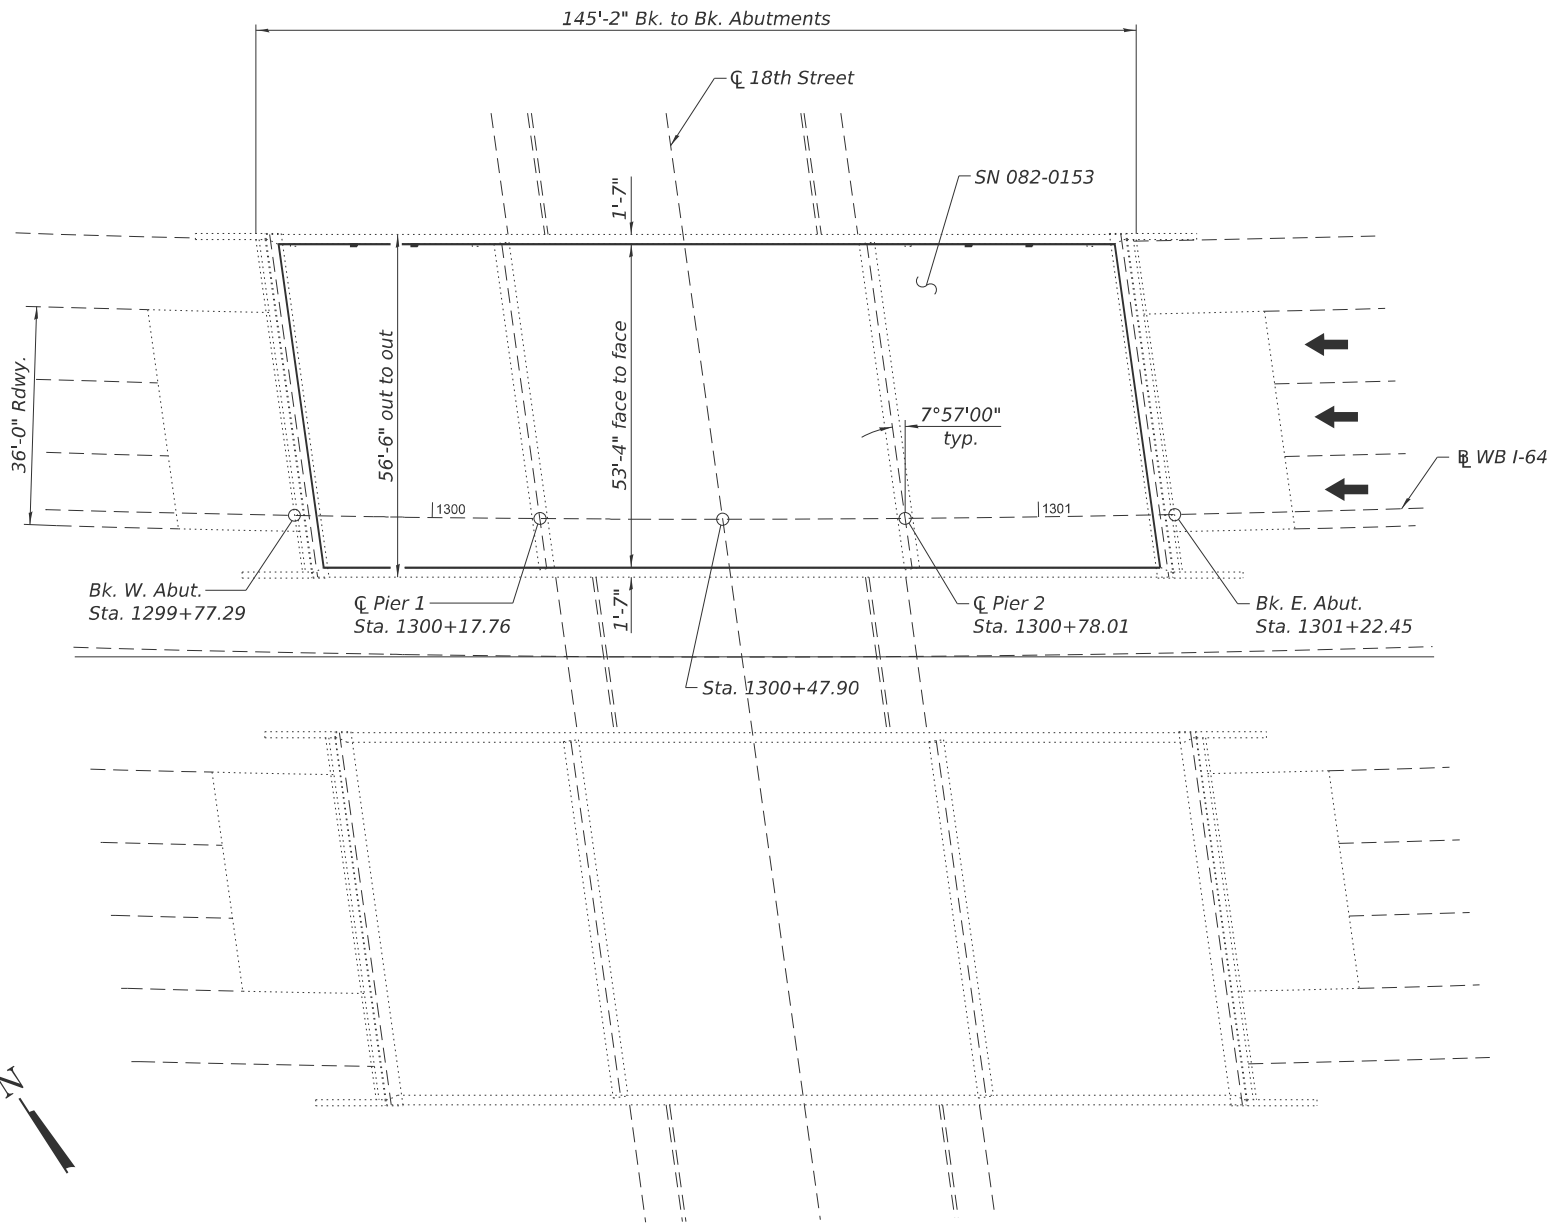 145'-2" Bk. to Bk. Abutments
℄ 18th Street
SN 082-0153
1'-7"
36'-0" Rdwy.
56'-6" out to out
53'-4" face to face
7°57'00"
typ.
℄ WB I-64
1300
1301
Bk. W. Abut.
Sta. 1299+77.29
℄ Pier 1
Sta. 1300+17.76
1'-7"
℄ Pier 2
Sta. 1300+78.01
Bk. E. Abut.
Sta. 1301+22.45
Sta. 1300+47.90
N